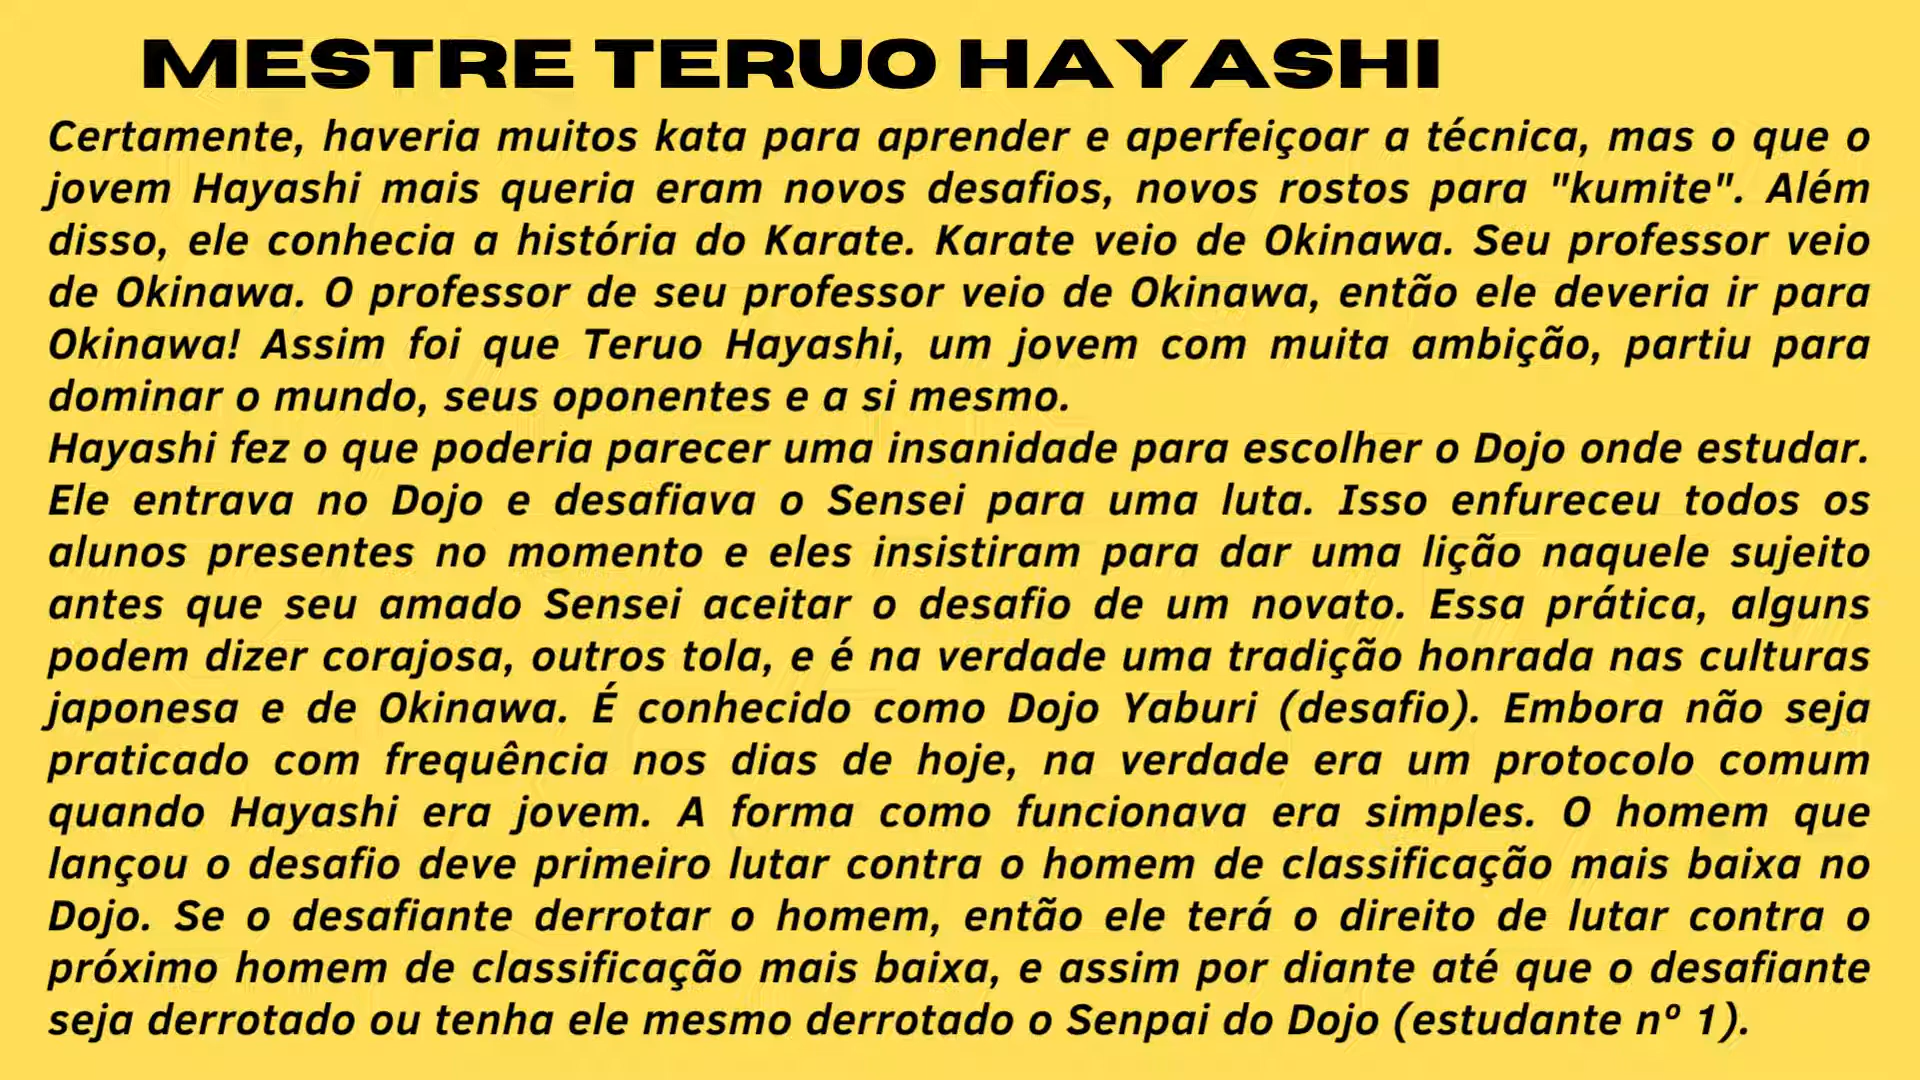 MESTRE TERUO HAYASHI
Certamente, haveria muitos kata para aprender e aperfeiçoar a técnica, mas o que o
jovem Hayashi mais queria eram novos desafios, novos rostos para "kumite". Além
disso, ele conhecia a história do Karate. Karate veio de Okinawa. Seu professor veio
de Okinawa. O professor de seu professor veio de Okinawa, então ele deveria ir para
Okinawa! Assim foi que Teruo Hayashi, um jovem com muita ambição, partiu para
dominar o mundo, seus oponentes e a si mesmo.
Hayashi fez o que poderia parecer uma insanidade para escolher o Dojo onde estudar.
Ele entrava no Dojo e desafiava o Sensei para uma luta. Isso enfureceu todos os
alunos presentes no momento e eles insistiram para dar uma lição naquele sujeito
antes que seu amado Sensei aceitar o desafio de um novato. Essa prática, alguns
podem dizer corajosa, outros tola, e é na verdade uma tradição honrada nas culturas
japonesa e de Okinawa. É conhecido como Dojo Yaburi (desafio). Embora não seja
praticado com frequência nos dias de hoje, na verdade era um protocolo comum
quando Hayashi era jovem. A forma como funcionava era simples. O homem que
lançou o desafio deve primeiro lutar contra o homem de classificação mais baixa no
Dojo. Se o desafiante derrotar o homem, então ele terá o direito de lutar contra o
próximo homem de classificação mais baixa, e assim por diante até que o desafiante
seja derrotado ou tenha ele mesmo derrotado o Senpai do Dojo (estudante nº 1).